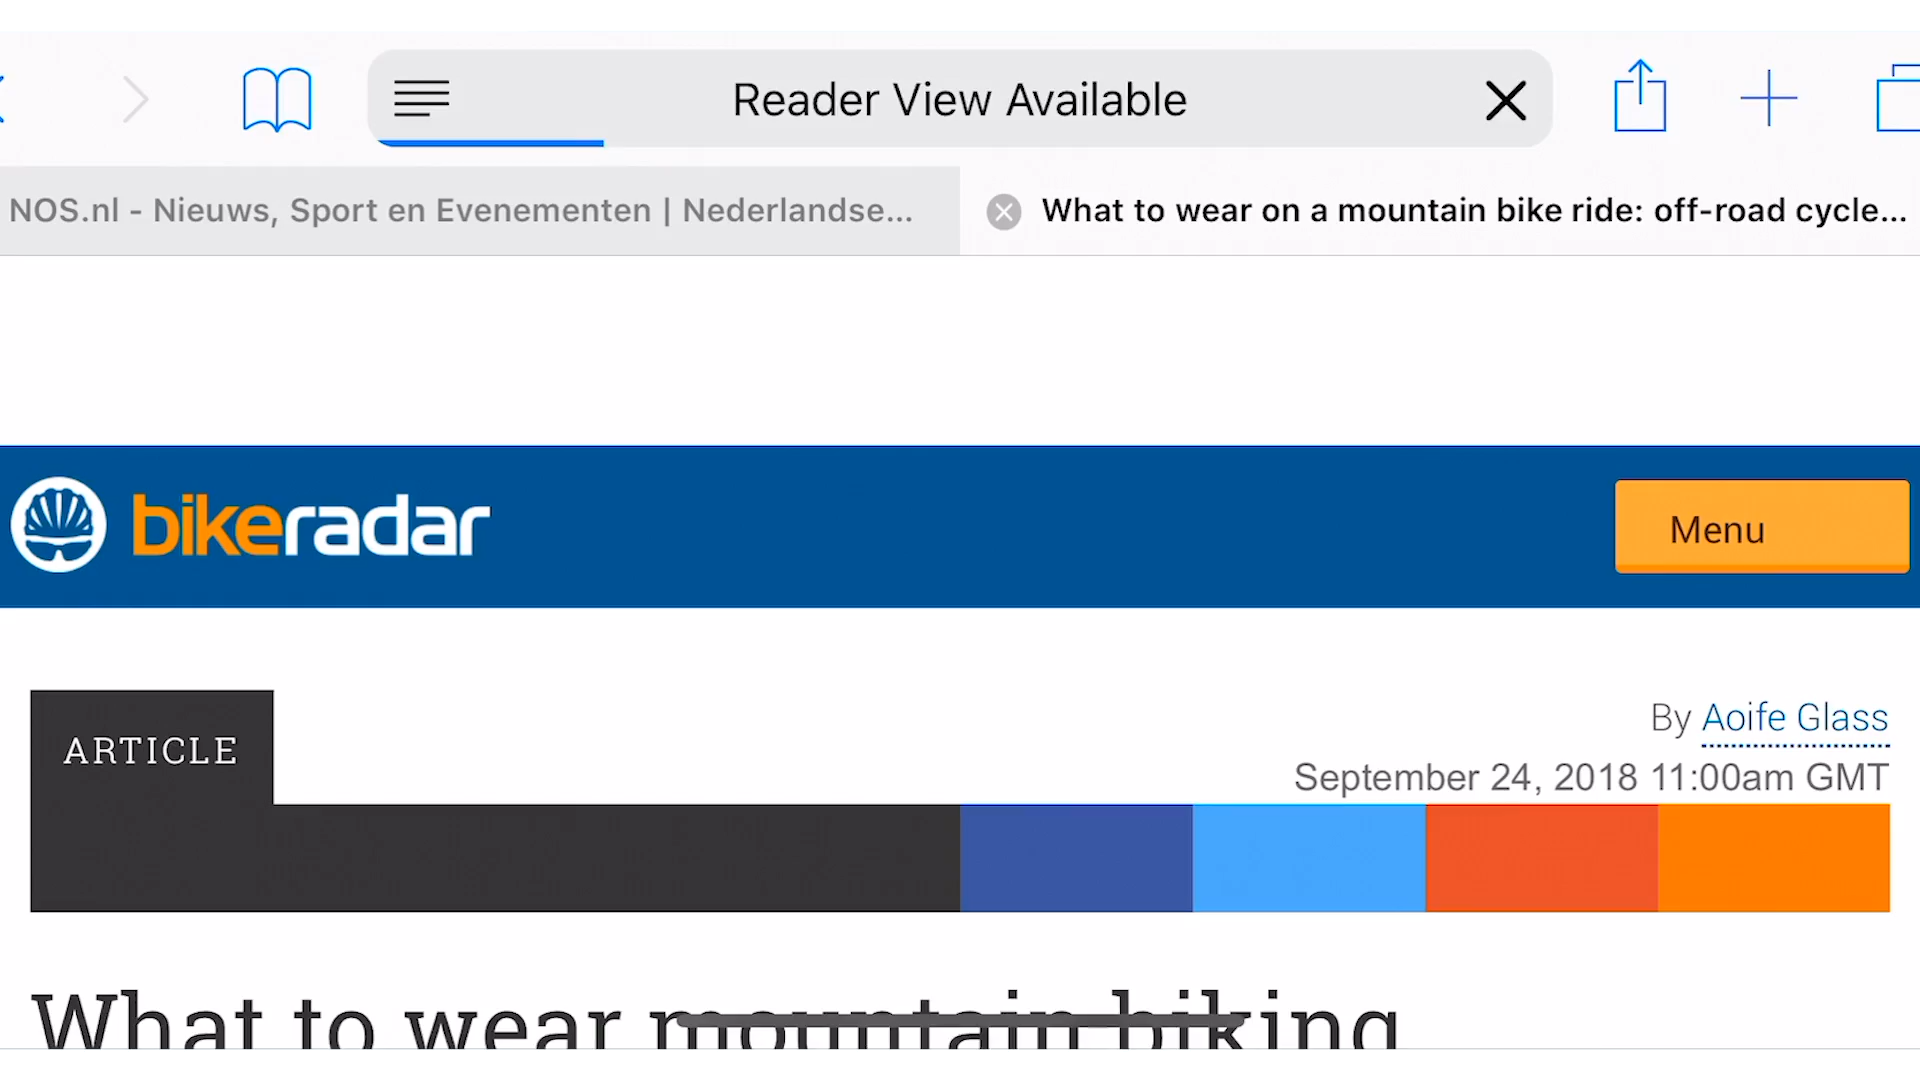 Reader View Available
NOS.nl - Nieuws, Sport en Evenementen | Nederlandse...
What to wear on a mountain bike ride: off-road cycle...
bikeradar
Menu
ARTICLE
By Aoife Glass
September 24, 2018 11:00am GMT
What to wear mountain biking